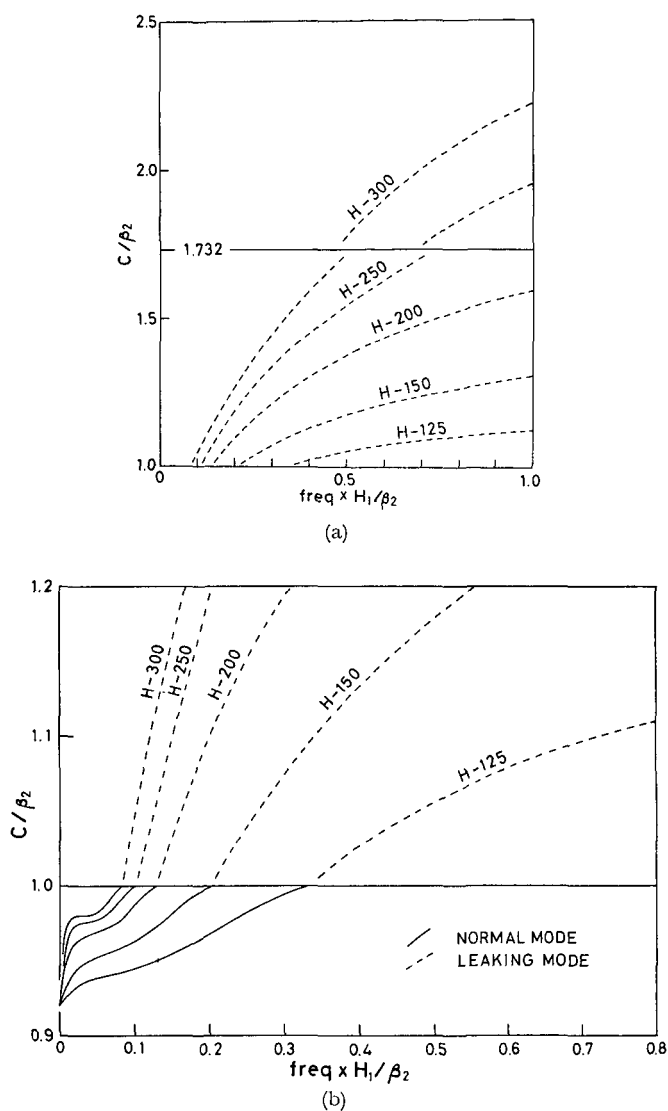 2.5
2.0
1.5
1.0
C/β₂
1.732
H-300
H-250
H-200
H-150
H-125
0 0.5 1.0
freq × H₁/β₂
(a)
1.2
1.1
1.0
0.9
C/β₂
H-300
H-250
H-200
H-150
H-125
NORMAL MODE
LEAKING MODE
0 0.1 0.2 0.3 0.4 0.5 0.6 0.7 0.8
freq × H₁/β₂
(b)